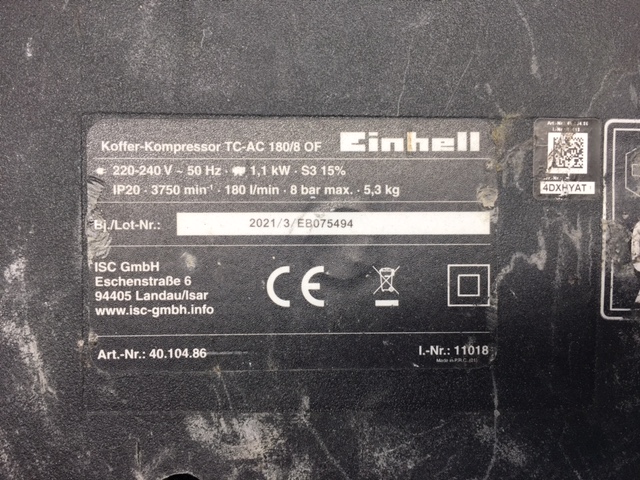 Koffer-Kompressor TC-AC 180/8 OF
Einhell
220-240 V ~ 50 Hz · 1,1 kW · S3 15%
IP20 · 3750 min⁻¹ · 180 l/min · 8 bar max. · 5,3 kg
Bj./Lot-Nr.: 2021/3/EB075494
ISC GmbH
Eschenstraße 6
94405 Landau/Isar
www.isc-gmbh.info
CE
Art.-Nr.: 40.104.86
I.-Nr.: 11018
Made in P.R.C.
4DXHYAT